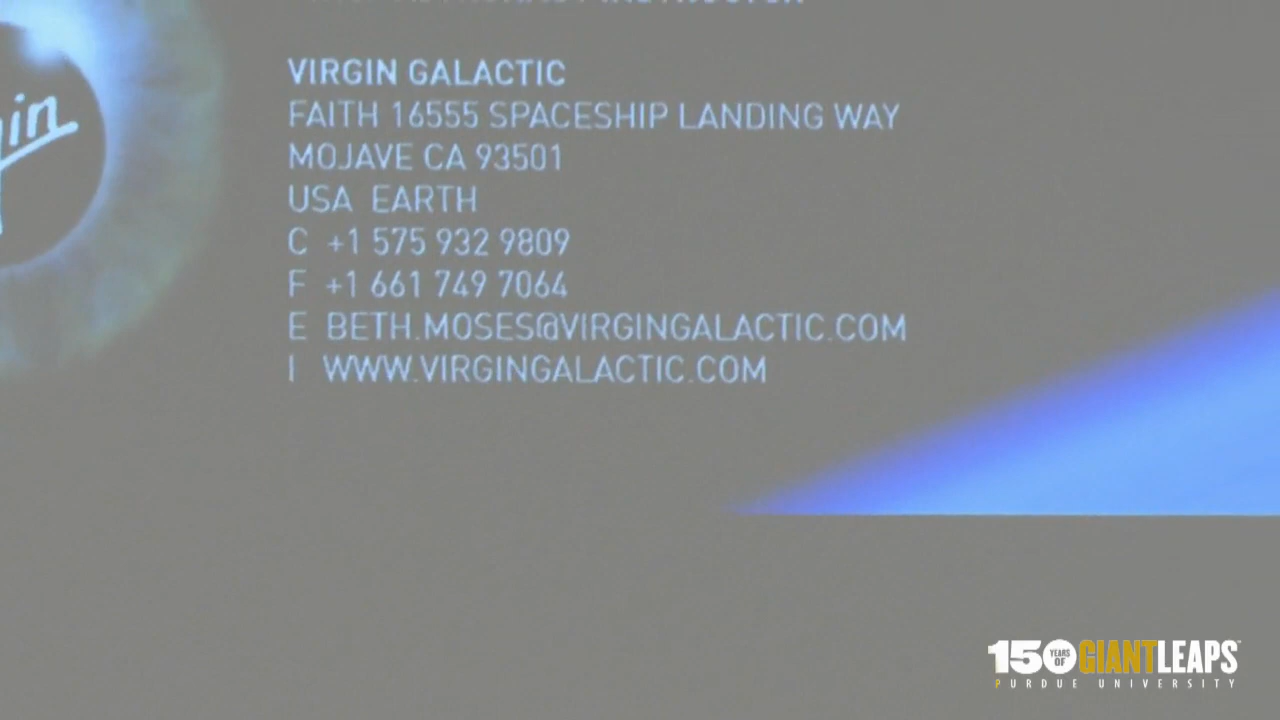 VIRGIN GALACTIC
FAITH 16555 SPACESHIP LANDING WAY
MOJAVE CA 93501
USA EARTH
C +1 575 932 9809
F +1 661 749 7064
E BETH.MOSES@VIRGINGALACTIC.COM
I WWW.VIRGINGALACTIC.COM
150 YEARS OF GIANT LEAPS
PURDUE UNIVERSITY